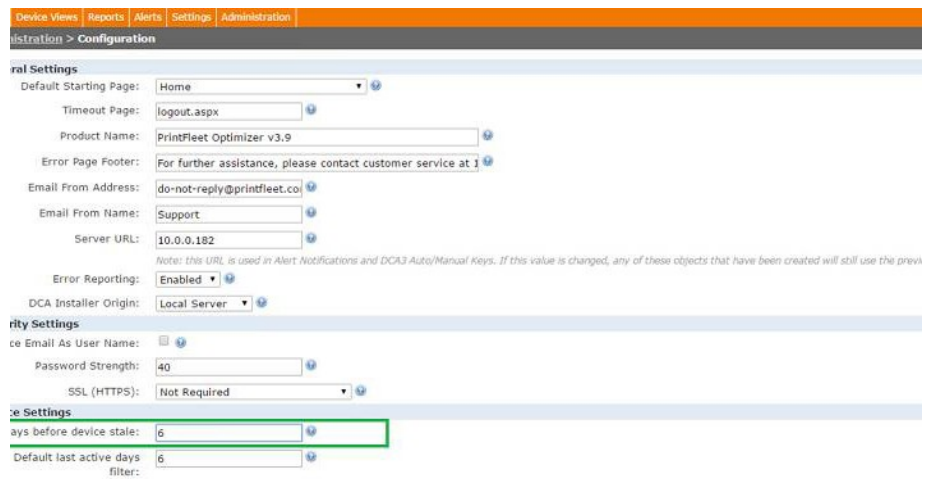 Device Views Reports Alerts Settings Administration
istration > Configuration
ral Settings
Default Starting Page: Home
Timeout Page: logout.aspx
Product Name: PrintFleet Optimizer v3.9
Error Page Footer: For further assistance, please contact customer service at 1
Email From Address: do-not-reply@printfleet.co
Email From Name: Support
Server URL: 10.0.0.182
Note: this URL is used in Alert Notifications and DCA3 Auto/Manual Keys. If this value is changed, any of these objects that have been created will still use the previ
Error Reporting: Enabled
DCA Installer Origin: Local Server
rity Settings
ce Email As User Name:
Password Strength: 40
SSL (HTTPS): Not Required
ce Settings
ays before device stale: 6
Default last active days 6
filter: